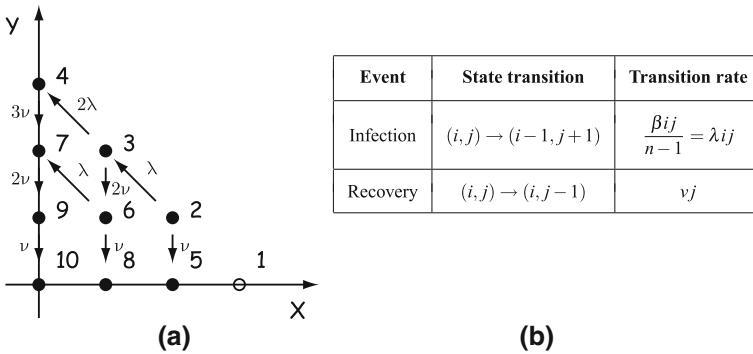 Y
4
3ν
2λ
7
3
2ν
λ
2ν
λ
9
6
2
ν
ν
ν
10
8
5
1
X
(a)
Event State transition Transition rate
Infection (i, j) → (i−1, j+1) βij/(n−1) = λij
Recovery (i, j) → (i, j−1) νj
(b)